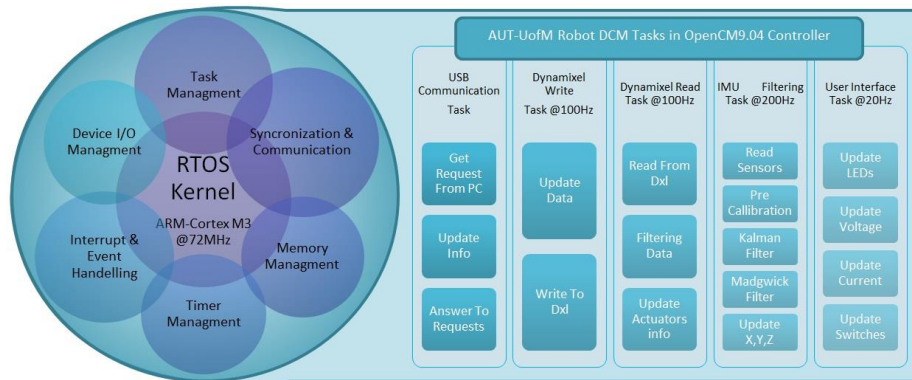 Task
Managment
Device I/O
Managment
Syncronization &
Communication
RTOS
Kernel
ARM-Cortex M3
@72MHz
Interrupt &
Event
Handelling
Memory
Managment
Timer
Managment
AUT-UofM Robot DCM Tasks in OpenCM9.04 Controller
USB
Communication
Task
Get
Request
From PC
Update
Info
Answer To
Requests
Dynamixel
Write
Task @100Hz
Update
Data
Write To
Dxl
Dynamixel Read
Task @100Hz
Read From
Dxl
Filtering
Data
Update
Actuators
info
IMU Filtering
Task @200Hz
Read
Sensors
Pre
Callibration
Kalman
Filter
Madgwick
Filter
Update
X,Y,Z
User Interface
Task @20Hz
Update
LEDs
Update
Voltage
Update
Current
Update
Switches